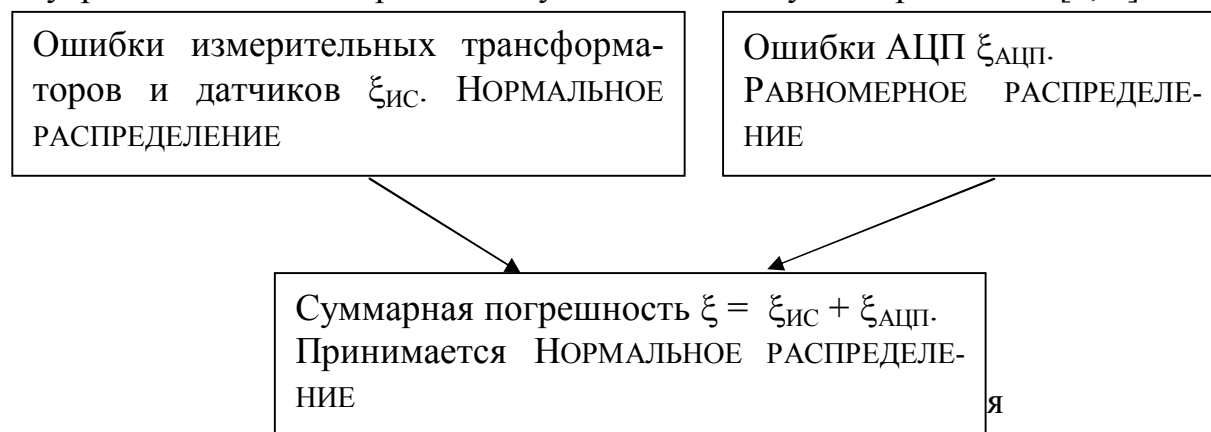 Ошибки измерительных трансформа-
торов и датчиков ξИС. НОРМАЛЬНОЕ
РАСПРЕДЕЛЕНИЕ
Ошибки АЦП ξАЦП.
РАВНОМЕРНОЕ РАСПРЕДЕЛЕ-
НИЕ
Суммарная погрешность ξ = ξИС + ξАЦП.
Принимается НОРМАЛЬНОЕ РАСПРЕДЕЛЕ-
НИЕ
я